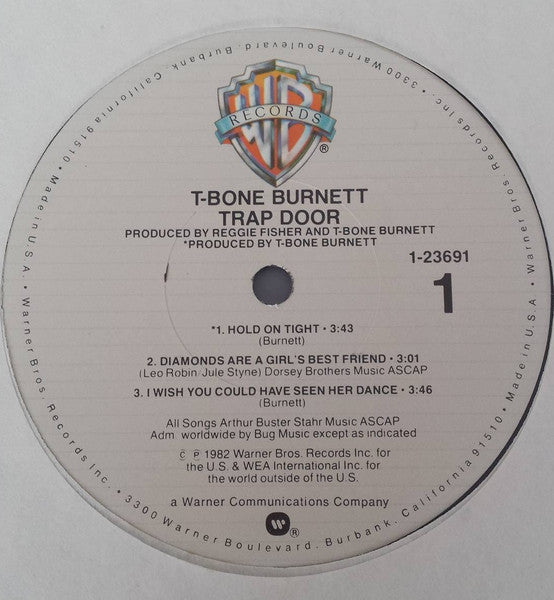 WB
RECORDS
®
T-BONE BURNETT
TRAP DOOR
PRODUCED BY REGGIE FISHER AND T-BONE BURNETT
*PRODUCED BY T-BONE BURNETT
1-23691
1
*1. HOLD ON TIGHT • 3:43
(Burnett)
2. DIAMONDS ARE A GIRL'S BEST FRIEND • 3:01
(Leo Robin/Jule Styne) Dorsey Brothers Music ASCAP
3. I WISH YOU COULD HAVE SEEN HER DANCE • 3:46
(Burnett)
All Songs Arthur Buster Stahr Music ASCAP
Adm worldwide by Bug Music except as indicated
© ℗ 1982 Warner Bros. Records Inc. for
the U.S. & WEA International Inc. for
the world outside of the U.S.
a Warner Communications Company
®
• Made in U.S.A. • Warner Bros. Records Inc. • 3300 Warner Boulevard. Burbank. California 91510 • Made in U.S.A. • Warner Bros. Records Inc. • 3300 Warner Boulevard. Burbank. California 91510